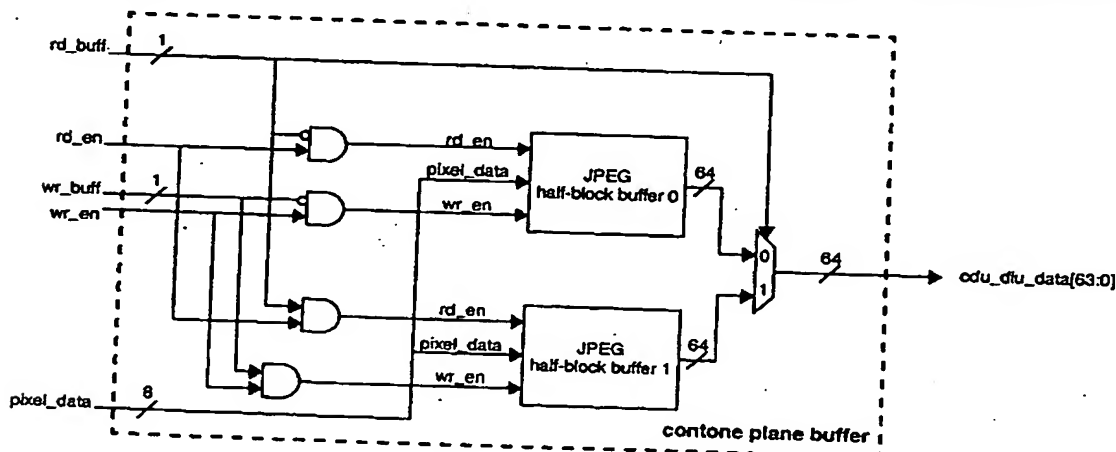 rd_buff
1
rd_en
wr_buff
1
wr_en
pixel_data
8
rd_en
pixel_data
wr_en
JPEG
half-block buffer 0
64
rd_en
pixel_data
wr_en
JPEG
half-block buffer 1
64
0
1
64
cdu_diu_data[63:0]
contone plane buffer